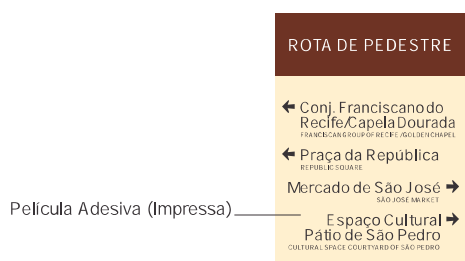 ROTA DE PEDESTRE
Conj. Franciscano do
Recife/Capela Dourada
FRANCISCAN GROUP OF RECIFE /GOLDEN CHAPEL
Praça da República
REPUBLIC SQUARE
Mercado de São José
SÃO JOSÉ MARKET
Película Adesiva (Impressa)
Espaço Cultural
Pátio de São Pedro
CULTURAL SPACE COURTYARD OF SÃO PEDRO